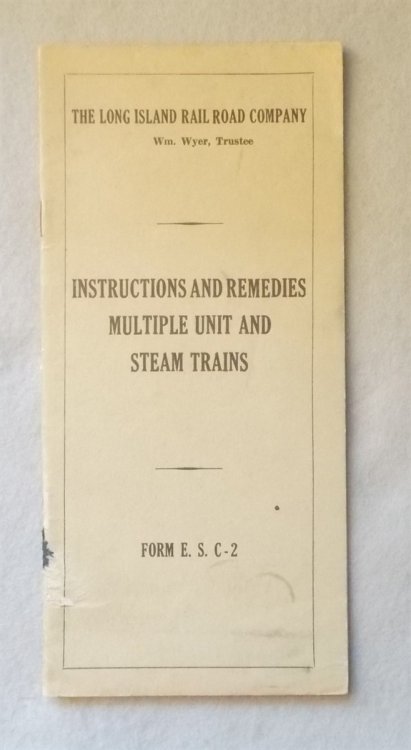 THE LONG ISLAND RAIL ROAD COMPANY
Wm. Wyer, Trustee
INSTRUCTIONS AND REMEDIES
MULTIPLE UNIT AND
STEAM TRAINS
FORM E. S. C-2